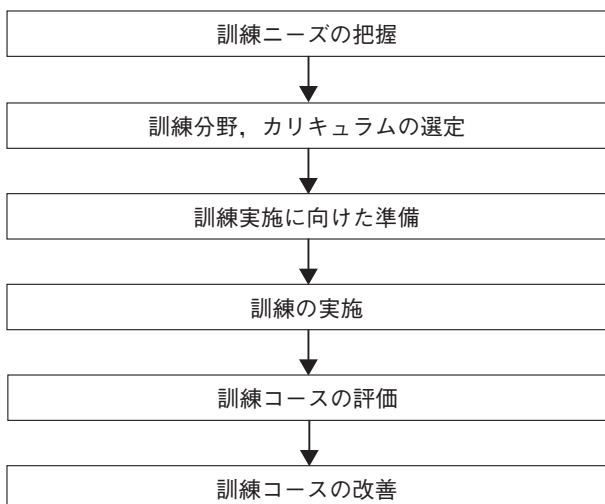 訓練ニーズの把握
訓練分野，カリキュラムの選定
訓練実施に向けた準備
訓練の実施
訓練コースの評価
訓練コースの改善